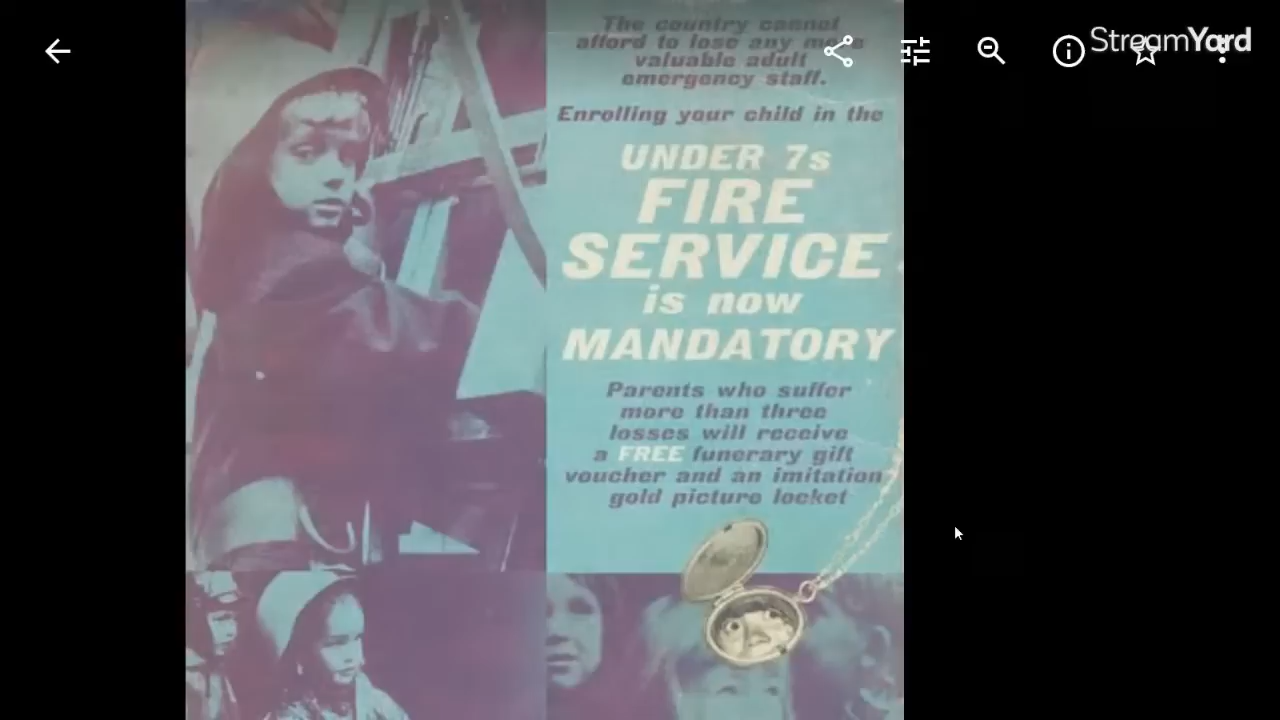 StreamYard
The country cannot
afford to lose any more
valuable adult
emergency staff.
Enrolling your child in the
UNDER 7s
FIRE
SERVICE
is now
MANDATORY
Parents who suffer
more than three
losses will receive
a FREE funerary gift
voucher and an imitation
gold picture locket